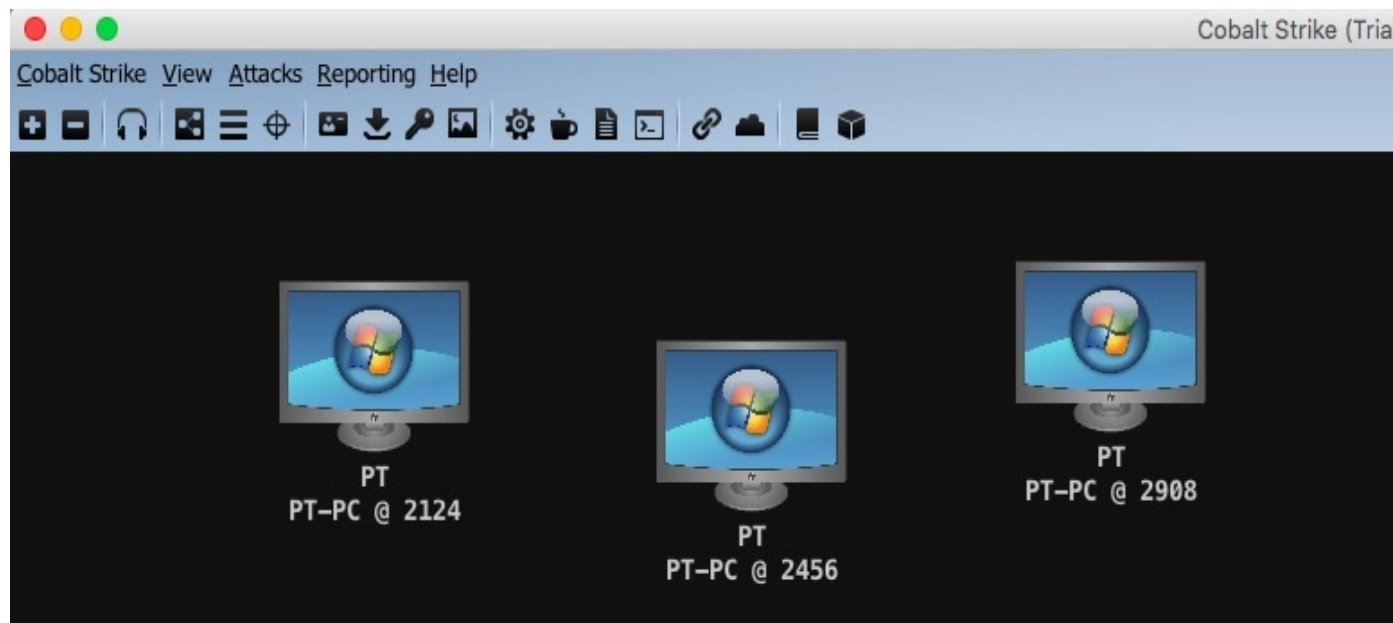 Cobalt Strike (Tria
Cobalt Strike View Attacks Reporting Help
PT
PT-PC @ 2124
PT
PT-PC @ 2456
PT
PT-PC @ 2908